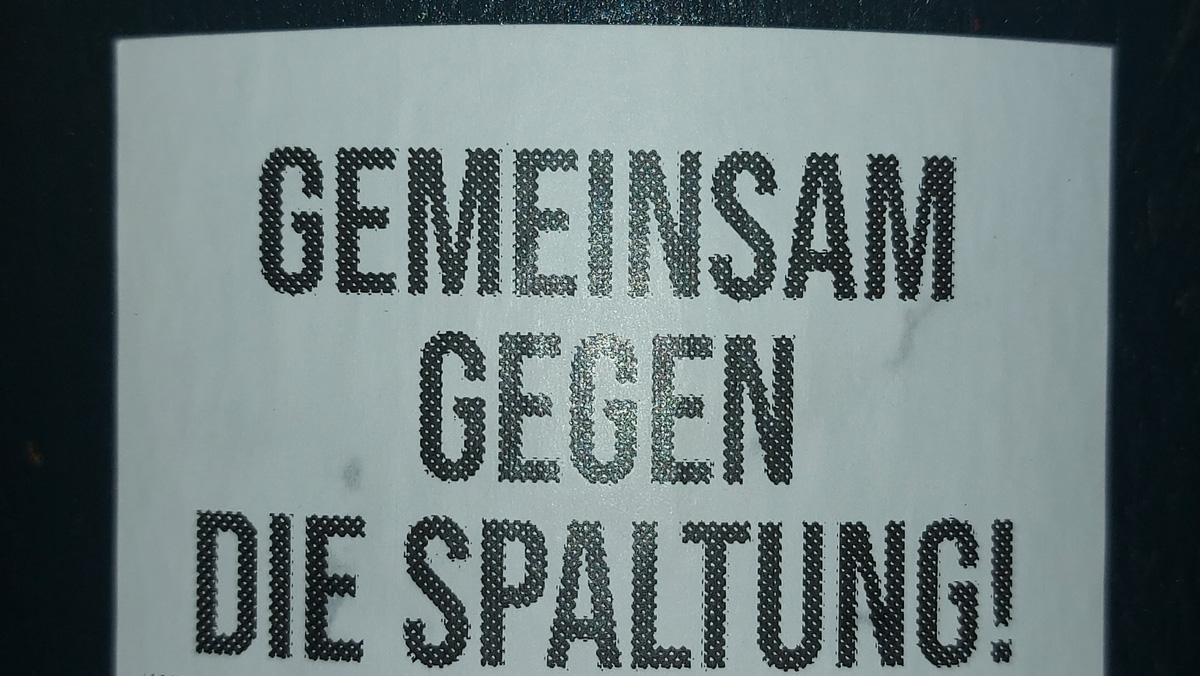 GEMEINSAM
GEGEN
DIE SPALTUNG!